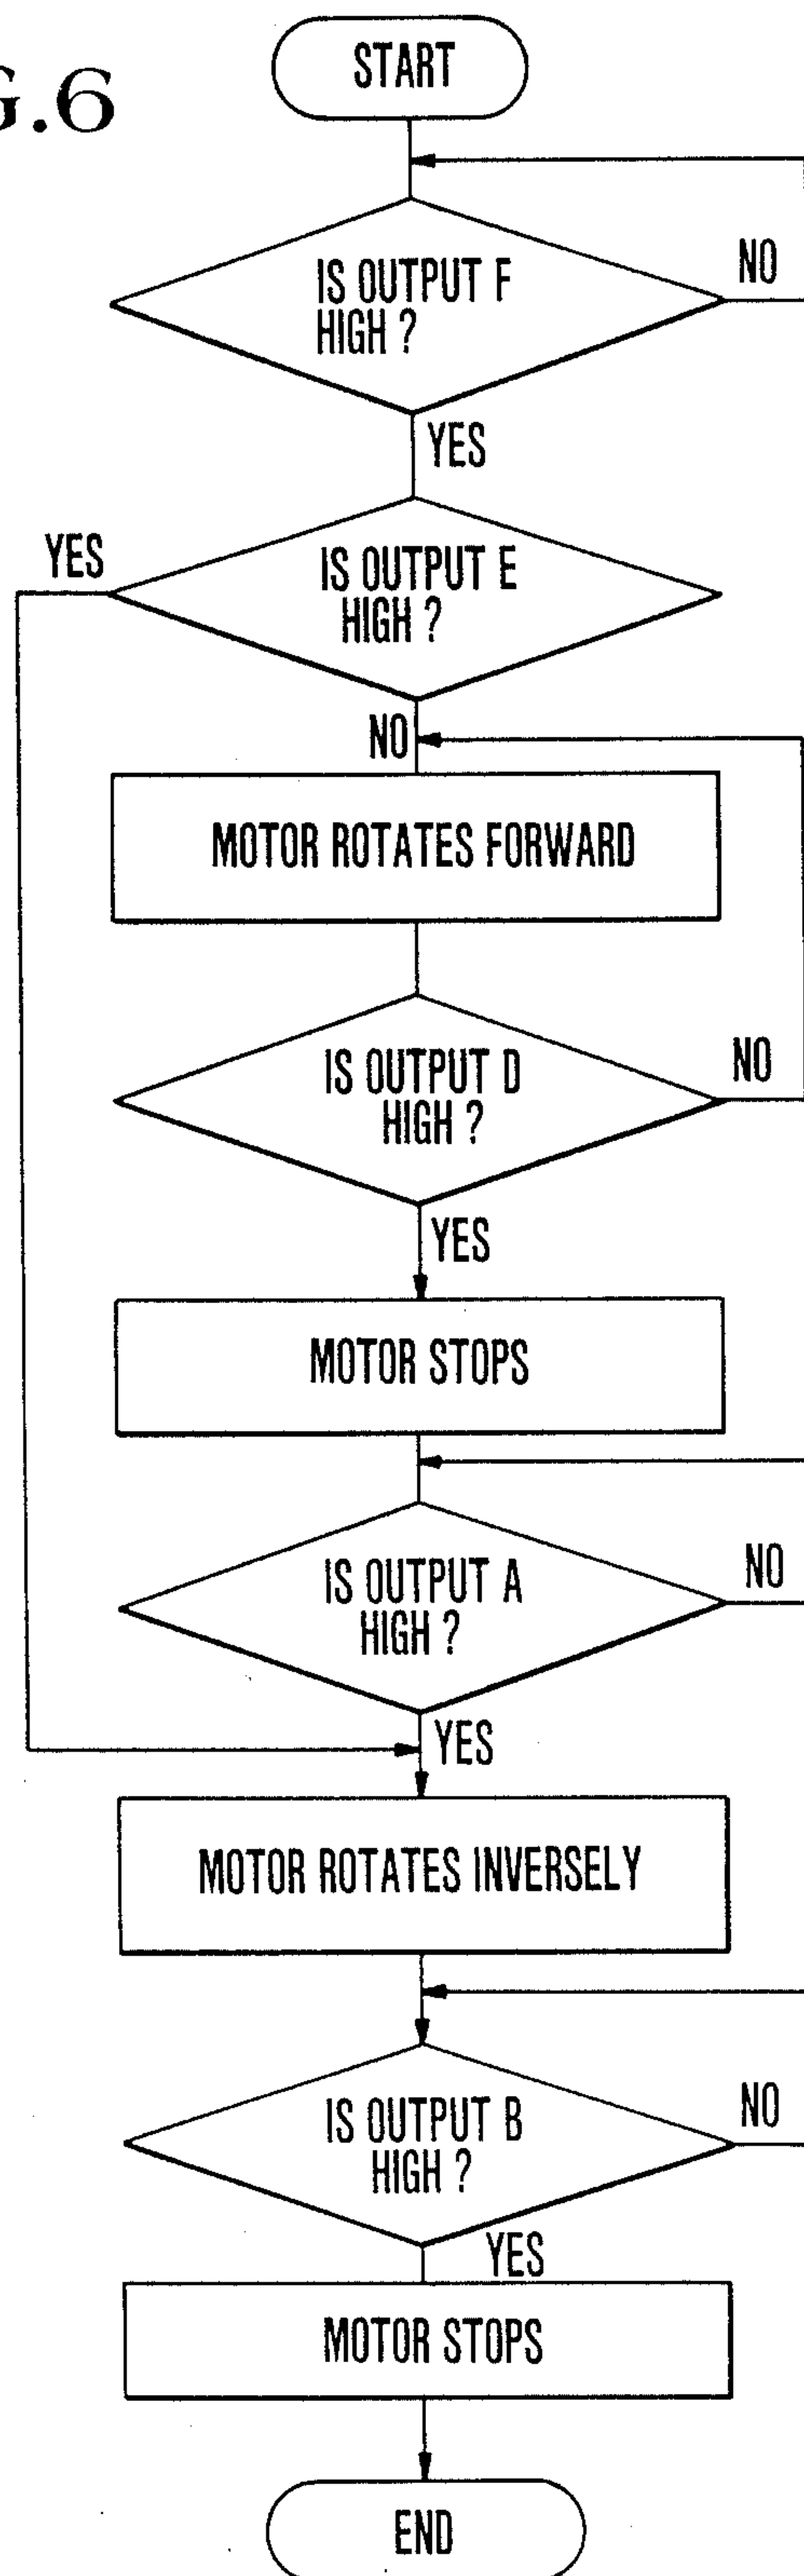 G.6
START
IS OUTPUT F
HIGH ?
NO
YES
IS OUTPUT E
HIGH ?
YES
NO
MOTOR ROTATES FORWARD
IS OUTPUT D
HIGH ?
NO
YES
MOTOR STOPS
IS OUTPUT A
HIGH ?
NO
YES
MOTOR ROTATES INVERSELY
IS OUTPUT B
HIGH ?
NO
YES
MOTOR STOPS
END